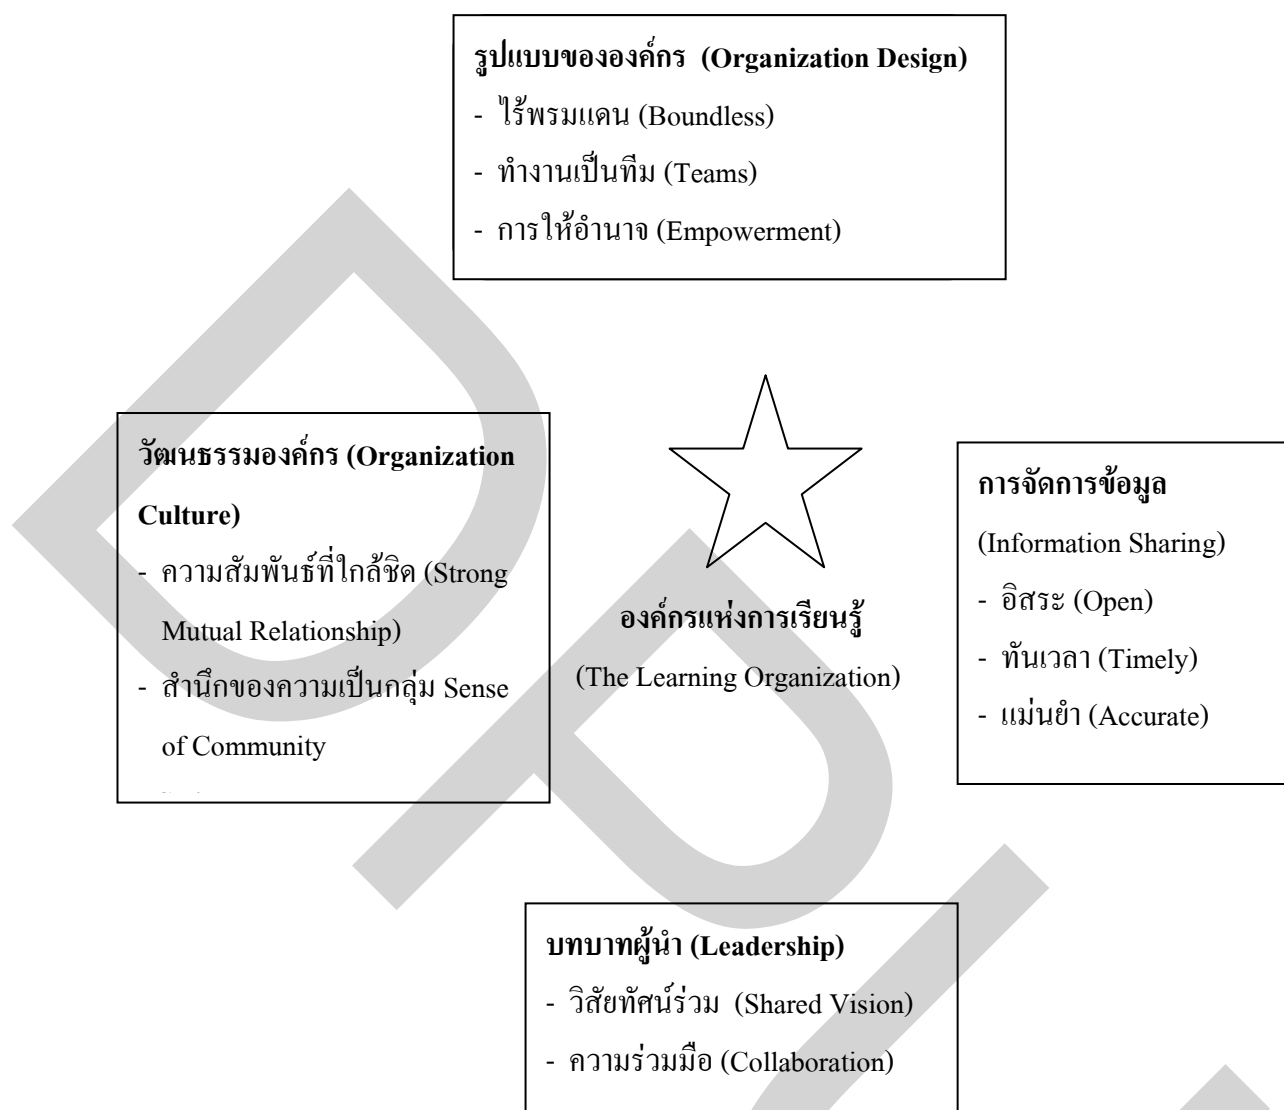 รูปแบบขององค์กร (Organization Design)
- ไร้พรมแดน (Boundless)
- ทำงานเป็นทีม (Teams)
- การให้อำนาจ (Empowerment)
วัฒนธรรมองค์กร (Organization
Culture)
- ความสัมพันธ์ที่ใกล้ชิด (Strong
Mutual Relationship)
- สำนึกของความเป็นกลุ่ม Sense
of Community
องค์กรแห่งการเรียนรู้
(The Learning Organization)
การจัดการข้อมูล
(Information Sharing)
- อิสระ (Open)
- ทันเวลา (Timely)
- แม่นยำ (Accurate)
บทบาทผู้นำ (Leadership)
- วิสัยทัศน์ร่วม (Shared Vision)
- ความร่วมมือ (Collaboration)